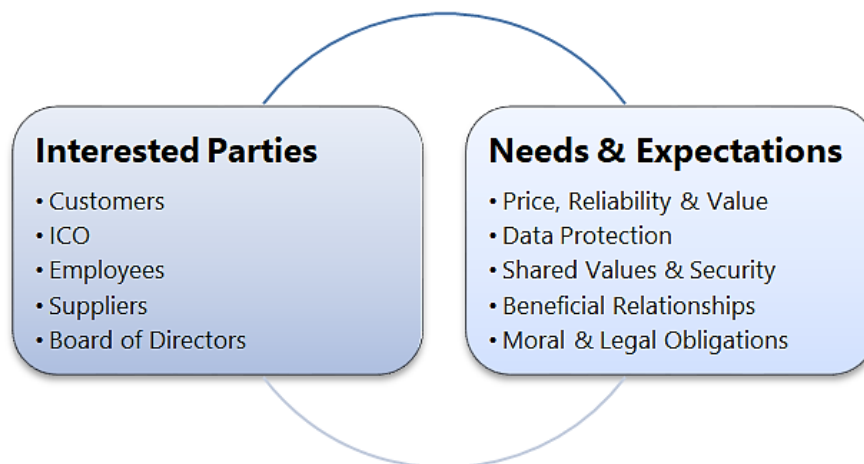 Interested Parties
• Customers
• ICO
• Employees
• Suppliers
• Board of Directors
Needs & Expectations
• Price, Reliability & Value
• Data Protection
• Shared Values & Security
• Beneficial Relationships
• Moral & Legal Obligations